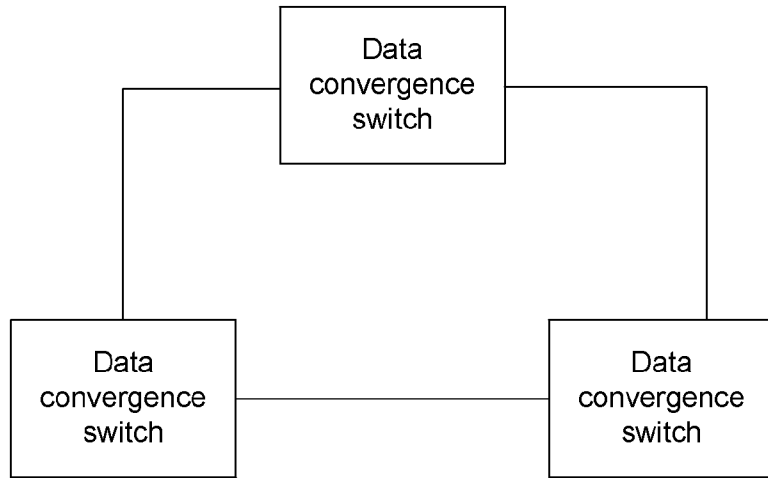 Data
convergence
switch
Data
convergence
switch
Data
convergence
switch